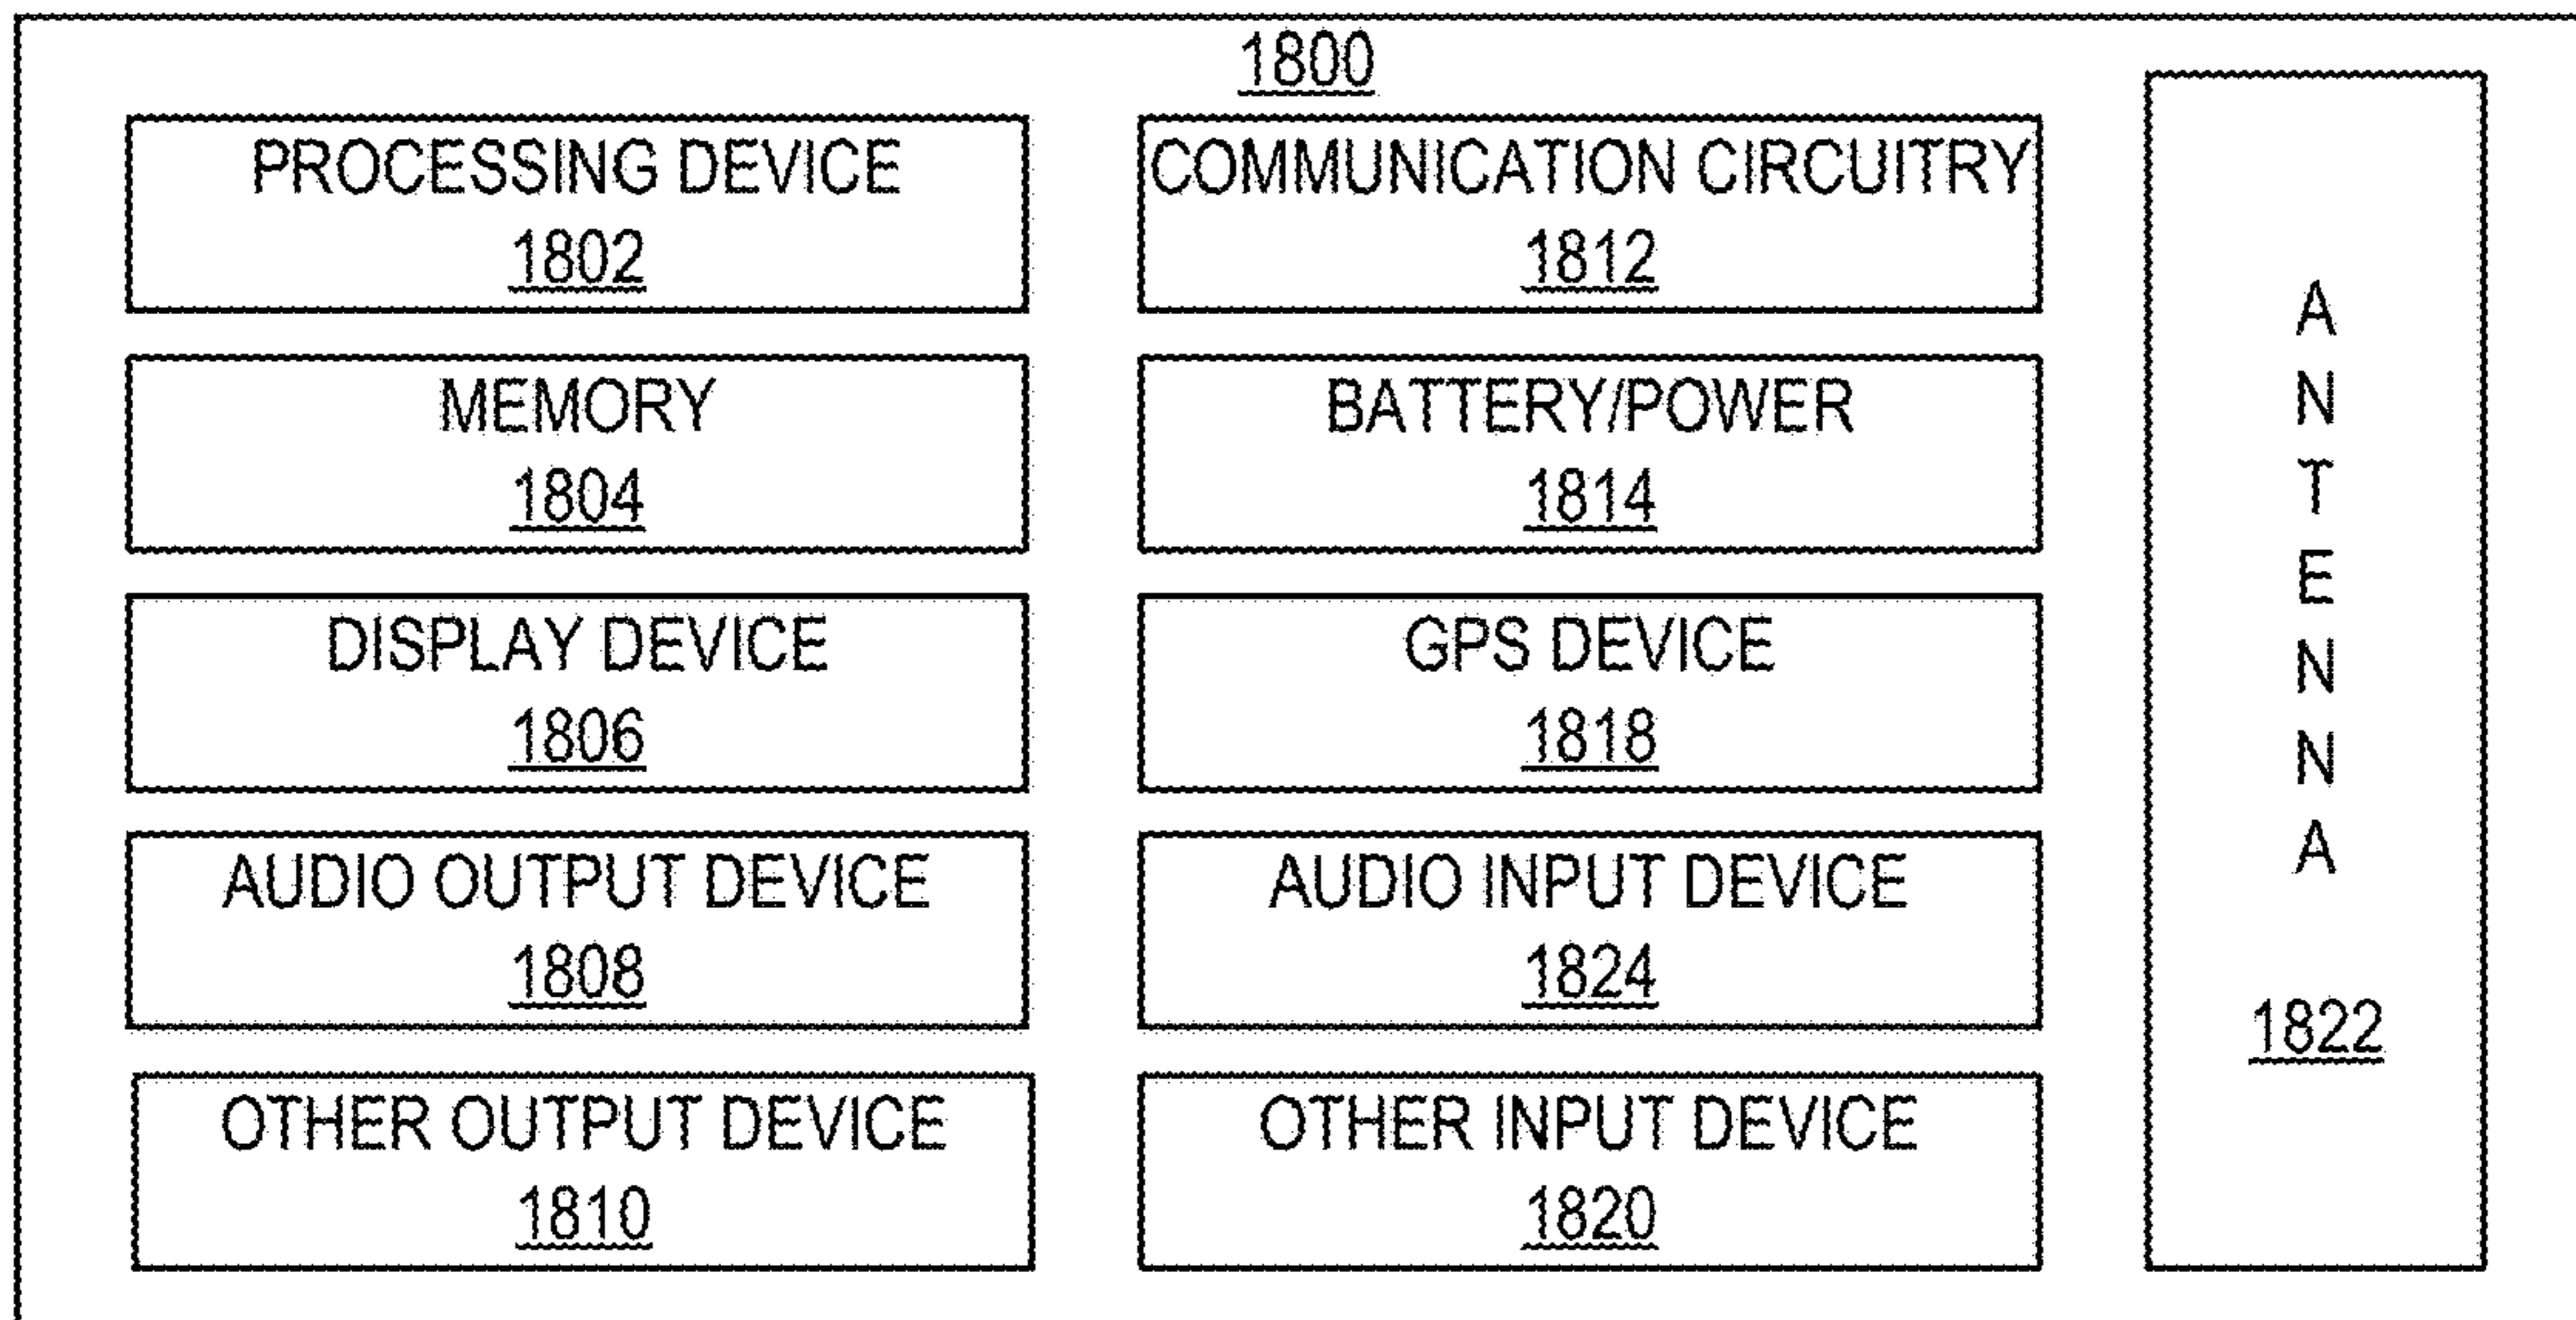 1800
PROCESSING DEVICE
1802
MEMORY
1804
DISPLAY DEVICE
1806
AUDIO OUTPUT DEVICE
1808
OTHER OUTPUT DEVICE
1810
COMMUNICATION CIRCUITRY
1812
BATTERY/POWER
1814
GPS DEVICE
1818
AUDIO INPUT DEVICE
1824
OTHER INPUT DEVICE
1820
ANTENNA
1822